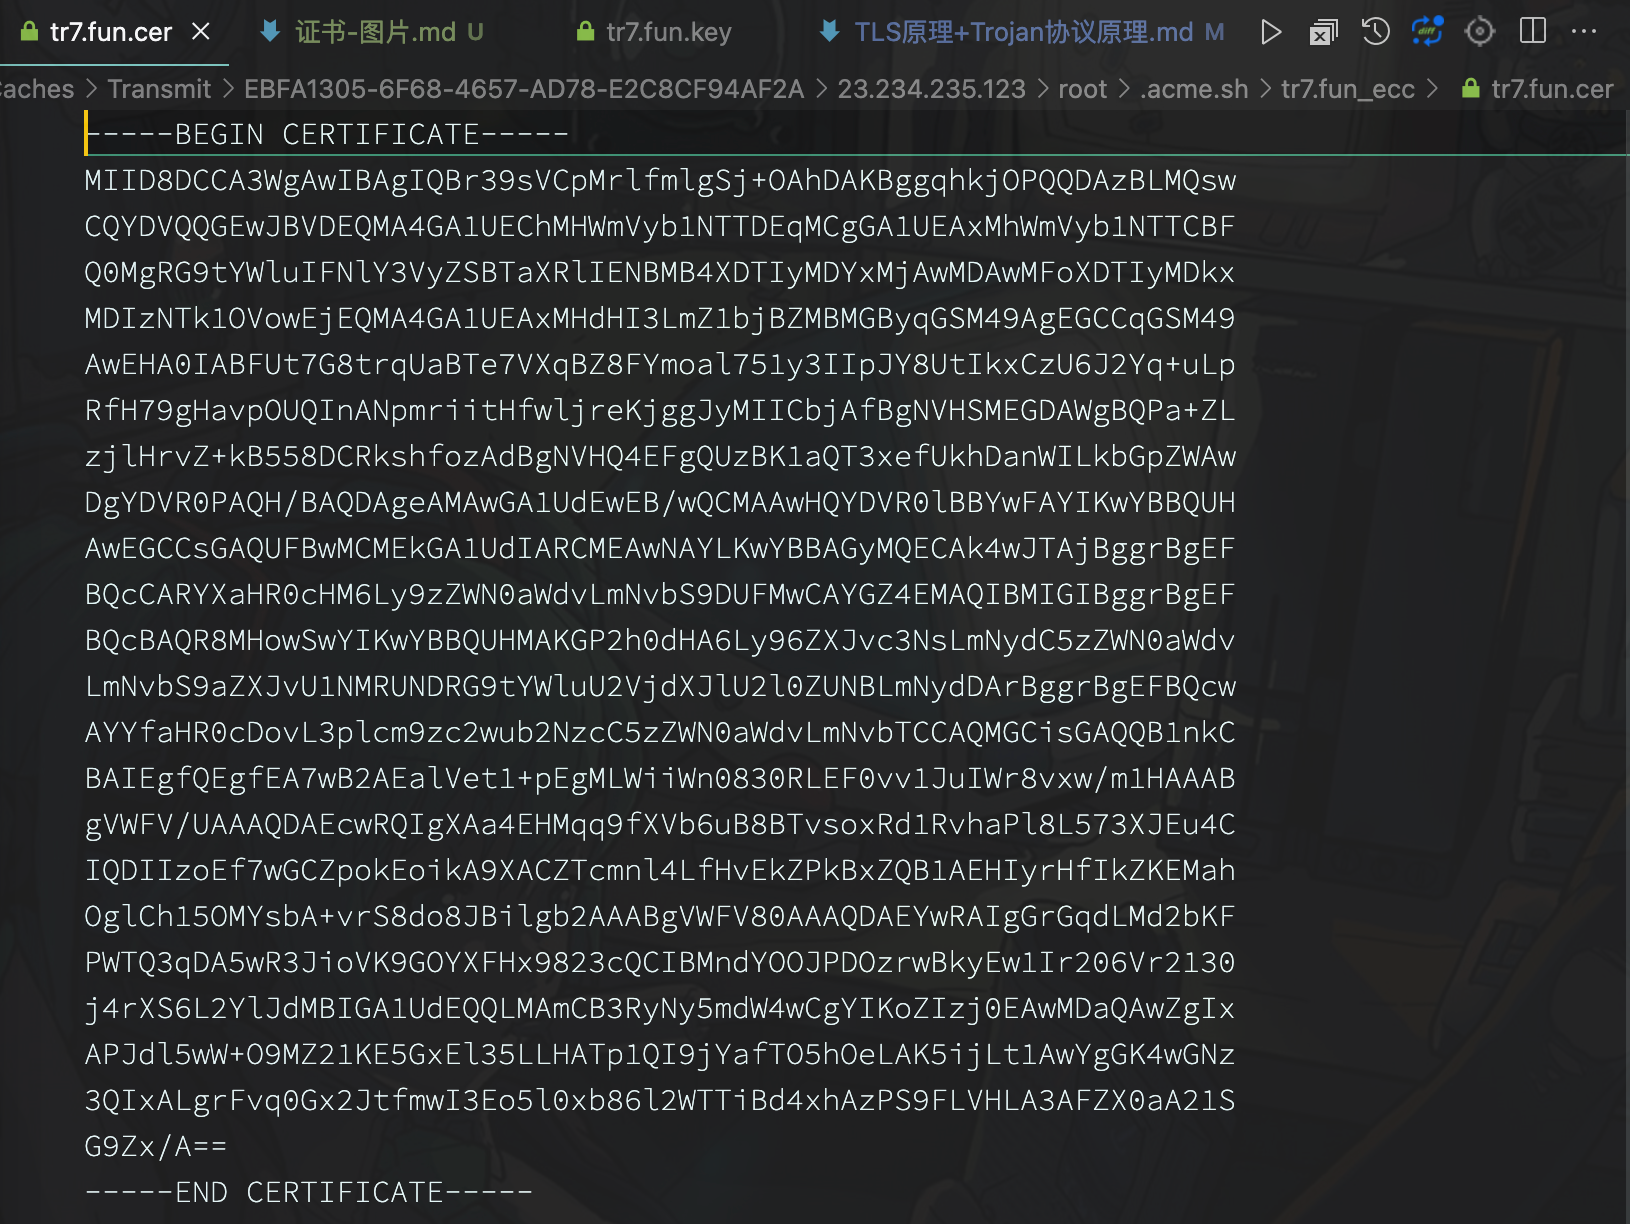 tr7.fun.cer 证书-图片.md U tr7.fun.key TLS原理+Trojan协议原理.md M diff
aches > Transmit > EBFA1305-6F68-4657-AD78-E2C8CF94AF2A > 23.234.235.123 > root > .acme.sh > tr7.fun_ecc > tr7.fun.cer
-----BEGIN CERTIFICATE-----
MIID8DCCA3WgAwIBAgIQBr39sVCpMrlfmlgSj+OAhDAKBggqhkjOPQQDAzBLMQsw
CQYDVQQGEwJBVDEQMA4GA1UEChMHWmVyb1NTTDEqMCgGA1UEAxMhWmVyb1NTTCBF
Q0MgRG9tYWluIFNlY3VyZSBTaXRlIENBMB4XDTIyMDYxMjAwMDAwMFoXDTIyMDkx
MDIzNTk1OVowEjEQMA4GA1UEAxMHdHI3LmZ1bjBZMBMGByqGSM49AgEGCCqGSM49
AwEHA0IABFUt7G8trqUaBTe7VXqBZ8FYmoal751y3IIpJY8UtIkxCzU6J2Yq+uLp
RfH79gHavpOUQInANpmriitHfwljreKjggJyMIICbjAfBgNVHSMEGDAWgBQPa+ZL
zjlHrvZ+kB558DCRkshfozAdBgNVHQ4EFgQUzBK1aQT3xefUkhDanWILkbGpZWAw
DgYDVR0PAQH/BAQDAgeAMAwGA1UdEwEB/wQCMAAwHQYDVR0lBBYwFAYIKwYBBQUH
AwEGCCsGAQUFBwMCMEkGA1UdIARCMEAwNAYLKwYBBAGyMQECAk4wJTAjBggrBgEF
BQcCARYXaHR0cHM6Ly9zZWN0aWdvLmNvbS9DUFMwCAYGZ4EMAQIBMIGIBggrBgEF
BQcBAQR8MHowSwYIKwYBBQUHMAKGP2h0dHA6Ly96ZXJvc3NsLmNydC5zZWN0aWdv
LmNvbS9aZXJvU1NMRUNDRG9tYWluU2VjdXJlU2l0ZUNBLmNydDArBggrBgEFBQcw
AYYfaHR0cDovL3plcm9zc2wub2NzcC5zZWN0aWdvLmNvbTCCAQMGCisGAQQB1nkC
BAIEgfQEgfEA7wB2AEalVet1+pEgMLWiiWn0830RLEF0vv1JuIWr8vxw/m1HAAAB
gVWFV/UAAAQDAEcwRQIgXAa4EHMqq9fXVb6uB8BTvsoxRd1RvhaPl8L573XJEu4C
IQDIIzoEf7wGCZpokEoikA9XACZTcmnl4LfHvEkZPkBxZQB1AEHIyrHfIkZKEMah
OglCh15OMYsbA+vrS8do8JBilgb2AAABgVWFV80AAAQDAEYwRAIgGrGqdLMd2bKF
PWTQ3qDA5wR3JioVK9GOYXFHx9823cQCIBMndYOOJPDOzrwBkyEw1Ir206Vr2130
j4rXS6L2YlJdMBIGA1UdEQQLMAmCB3RyNy5mdW4wCgYIKoZIzj0EAwMDaQAwZgIx
APJdl5wW+O9MZ21KE5GxEl35LLHATp1QI9jYafTO5hOeLAK5ijLt1AwYgGK4wGNz
3QIxALgrFvq0Gx2JtfmwI3Eo5l0xb86l2WTTiBd4xhAzPS9FLVHLA3AFZX0aA21S
G9Zx/A==
-----END CERTIFICATE-----